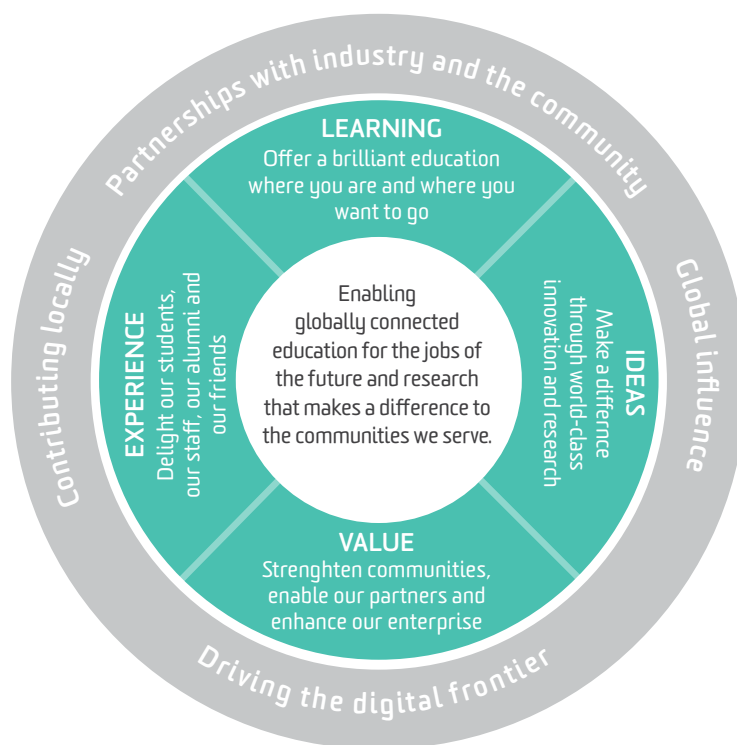 Partnerships with industry and the community
LEARNING
Offer a brilliant education
where you are and where you
want to go
Contributing locally
EXPERIENCE
Delight our students,
our staff, our alumni and
our friends
Enabling
globally connected
education for the jobs of
the future and research
that makes a difference to
the communities we serve.
IDEAS
Make a differnce
through world-class
innovation and research
Global influence
VALUE
Strenghten communities,
enable our partners and
enhance our enterprise
Driving the digital frontier